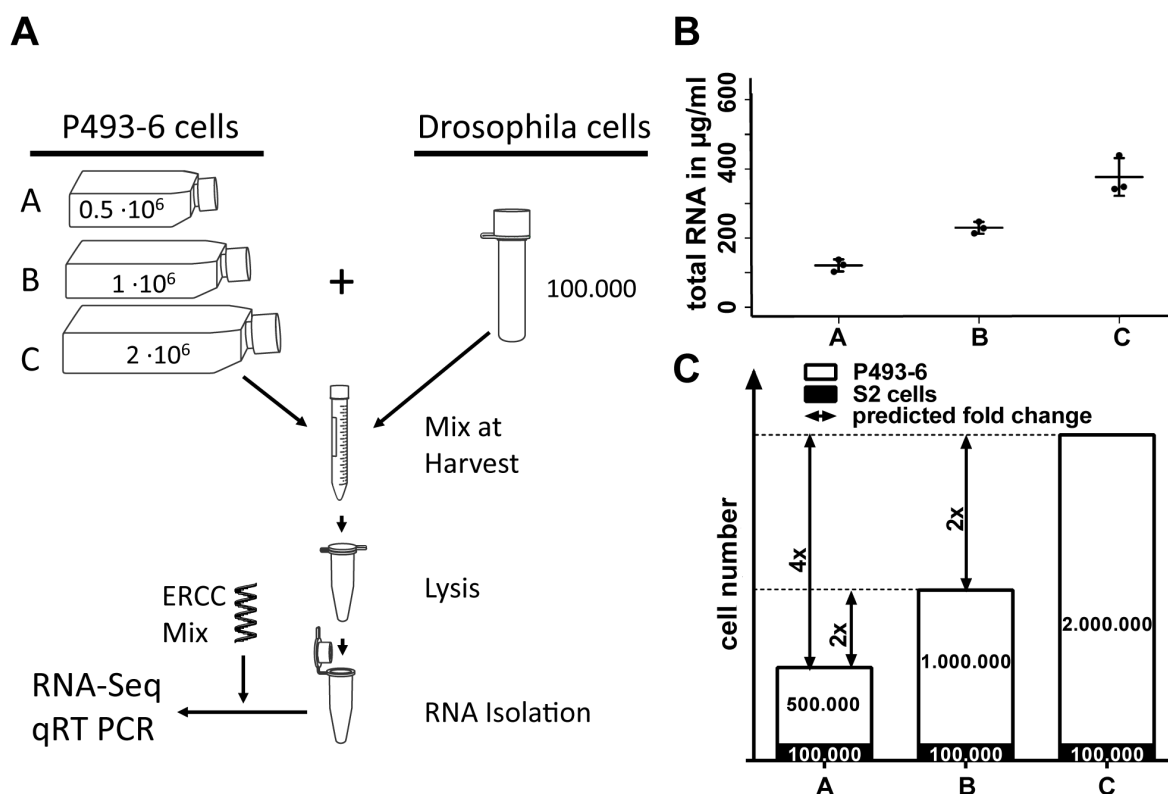 A
P493-6 cells
Drosophila cells
A
0.5 ·10⁶
B
1 ·10⁶
+
100.000
C
2 ·10⁶
Mix at
Harvest
Lysis
ERCC
Mix
RNA-Seq
qRT PCR
RNA Isolation
B
total RNA in µg/ml
600
400
200
0
A B C
C
P493-6
S2 cells
predicted fold change
cell number
4x
2x
2x
500.000
1.000.000
2.000.000
100.000
100.000
100.000
A B C